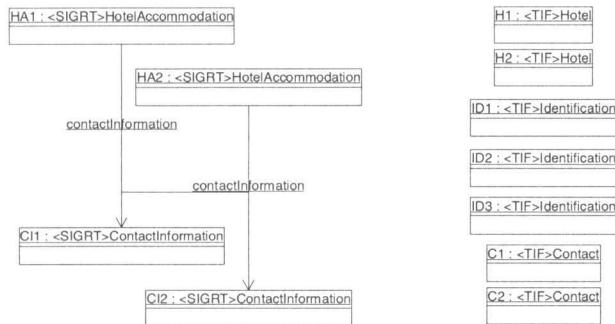 HA1 : <SIGRT>HotelAccommodation
HA2 : <SIGRT>HotelAccommodation
contactInformation
contactInformation
CI1 : <SIGRT>ContactInformation
CI2 : <SIGRT>ContactInformation
H1 : <TIF>Hotel
H2 : <TIF>Hotel
ID1 : <TIF>Identification
ID2 : <TIF>Identification
ID3 : <TIF>Identification
C1 : <TIF>Contact
C2 : <TIF>Contact